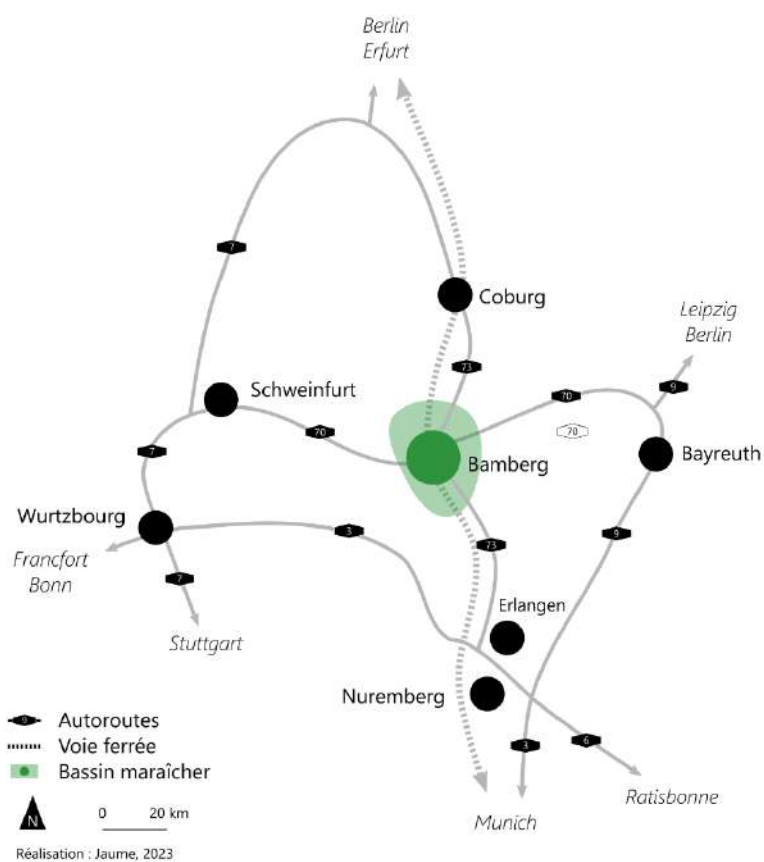 Berlin
Erfurt
7
Coburg
Leipzig
Berlin
73
9
Schweinfurt
70
70
70
7
Bamberg
Bayreuth
Wurtzbourg
3
9
73
Francfort
Bonn
7
Erlangen
Stuttgart
Nuremberg
9 Autoroutes
Voie ferrée
Bassin maraîcher
3
6
Ratisbonne
Munich
N
0 20 km
Réalisation : Jaume, 2023